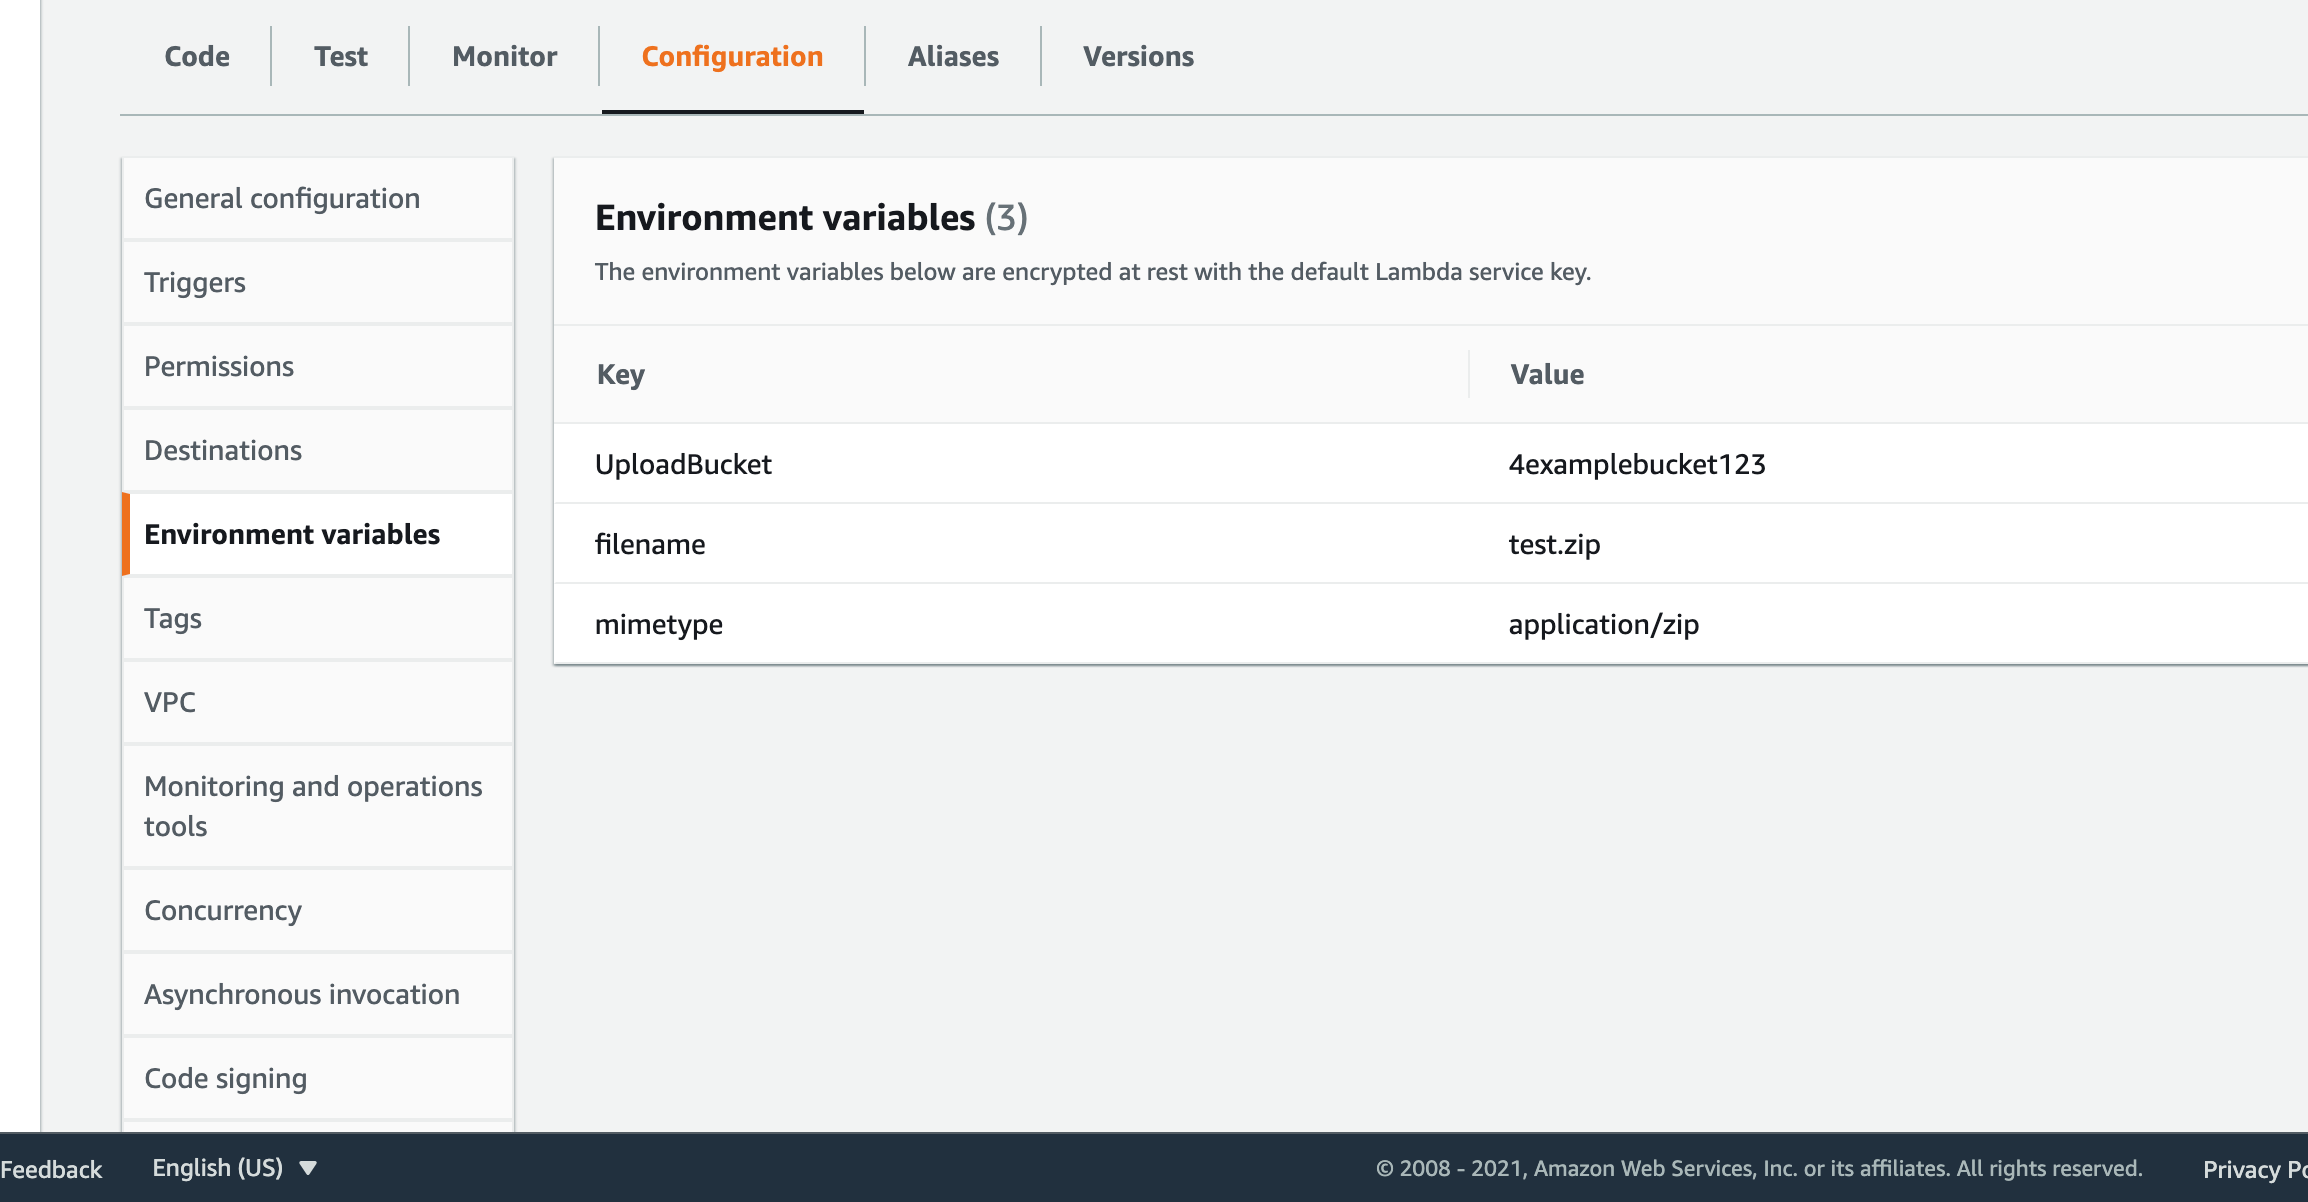 Code Test Monitor Configuration Aliases Versions
General configuration
Triggers
Permissions
Destinations
Environment variables
Tags
VPC
Monitoring and operations
tools
Concurrency
Asynchronous invocation
Code signing
Environment variables (3)
The environment variables below are encrypted at rest with the default Lambda service key.
Key Value
UploadBucket 4examplebucket123
filename test.zip
mimetype application/zip
Feedback English (US) © 2008 - 2021, Amazon Web Services, Inc. or its affiliates. All rights reserved. Privacy